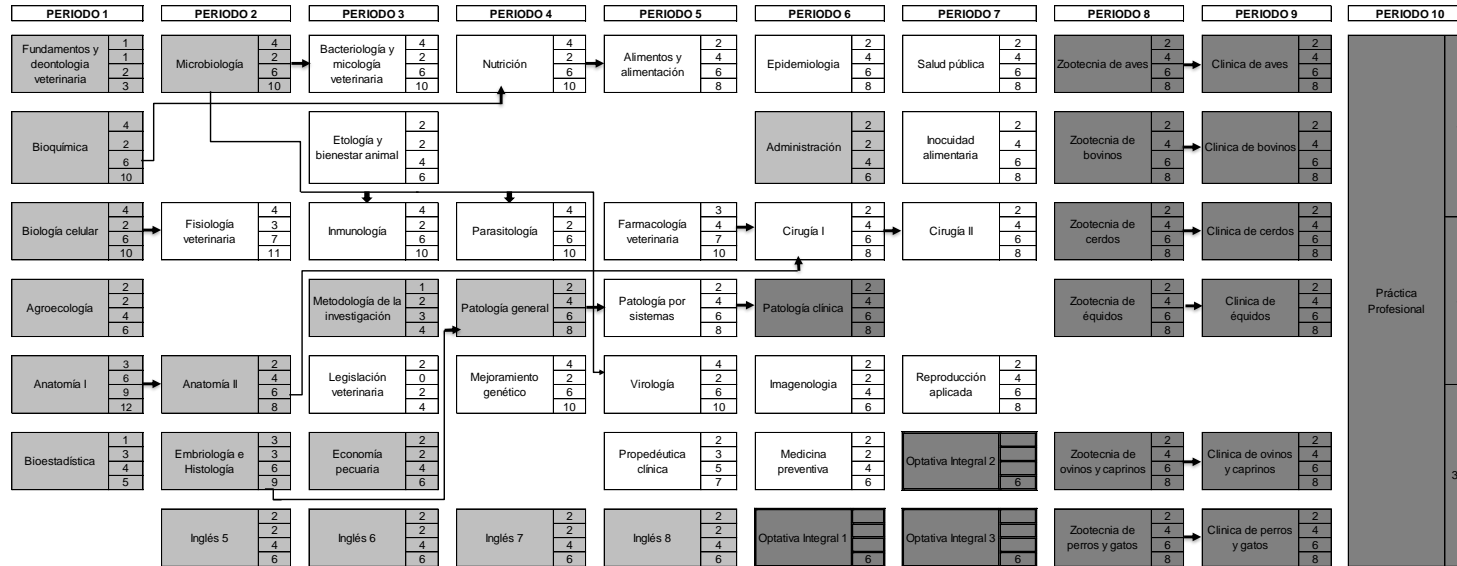 PERIODO 1
PERIODO 2
PERIODO 3
PERIODO 4
PERIODO 5
PERIODO 6
PERIODO 7
PERIODO 8
PERIODO 9
PERIODO 10
Fundamentos y
deontologia
veterinaria
1
1
2
3
Microbiología
4
2
6
10
Bacteriología y
micología
veterinaria
4
2
6
10
Nutrición
4
2
6
10
Alimentos y
alimentación
2
4
6
8
Epidemiologia
2
4
6
8
Salud pública
2
4
6
8
Zootecnia de aves
2
4
6
8
Clinica de aves
2
4
6
8
Bioquímica
4
2
6
10
Etología y
bienestar animal
2
2
4
6
Administración
2
2
4
6
Inocuidad
alimentaria
2
4
6
8
Zootecnia de
bovinos
2
4
6
8
Clinica de bovinos
2
4
6
8
Biología celular
4
2
6
10
Fisiología
veterinaria
4
3
7
11
Inmunología
4
2
6
10
Parasitología
4
2
6
10
Farmacología
veterinaria
3
4
7
10
Cirugía I
2
4
6
8
Cirugía II
2
4
6
8
Zootecnia de
cerdos
2
4
6
8
Clinica de cerdos
2
4
6
8
Agroecología
2
2
4
6
Metodología de la
investigación
1
2
3
4
Patología general
2
4
6
8
Patología por
sistemas
2
4
6
8
Patología clínica
2
4
6
8
Zootecnia de
équidos
2
4
6
8
Clinica de
équidos
2
4
6
8
Práctica
Profesional
Anatomía I
3
6
9
12
Anatomía II
2
4
6
8
Legislación
veterinaria
2
0
2
4
Mejoramiento
genético
4
2
6
10
Virología
4
2
6
10
Imagenologia
2
2
4
6
Reproducción
aplicada
2
4
6
8
Bioestadística
1
3
4
5
Embriología e
Histología
3
3
6
9
Economía
pecuaria
2
2
4
6
Propedéutica
clínica
2
3
5
7
Medicina
preventiva
2
2
4
6
Optativa Integral 2
6
Zootecnia de
ovinos y caprinos
2
4
6
8
Clinica de ovinos
y caprinos
2
4
6
8
Inglés 5
2
2
4
6
Inglés 6
2
2
4
6
Inglés 7
2
2
4
6
Inglés 8
2
2
4
6
Optativa Integral 1
6
Optativa Integral 3
6
Zootecnia de
perros y gatos
2
4
6
8
Clinica de perros
y gatos
2
4
6
8